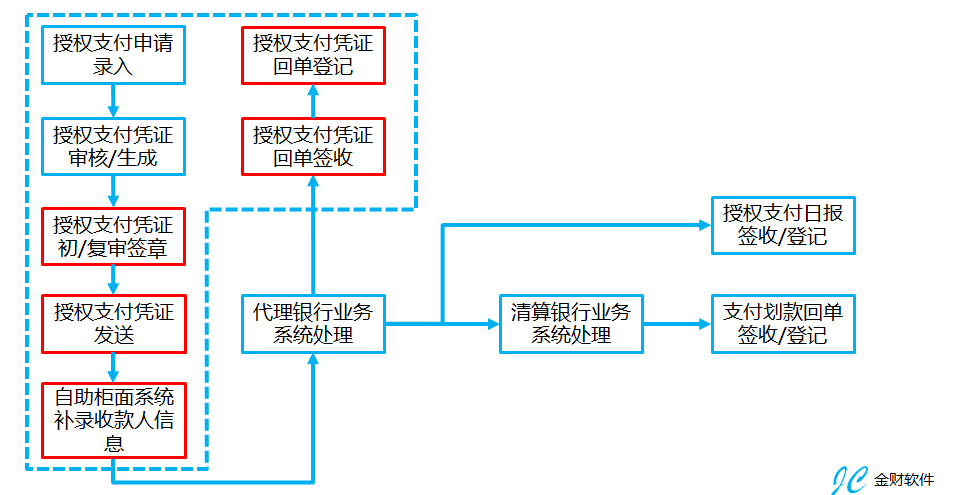 授权支付申请
录入
授权支付凭证
审核/生成
授权支付凭证
初/复审签章
授权支付凭证
发送
自助柜面系统
补录收款人信
息
授权支付凭证
回单登记
授权支付凭证
回单签收
代理银行业务
系统处理
清算银行业务
系统处理
授权支付日报
签收/登记
支付划款回单
签收/登记
JC 金财软件